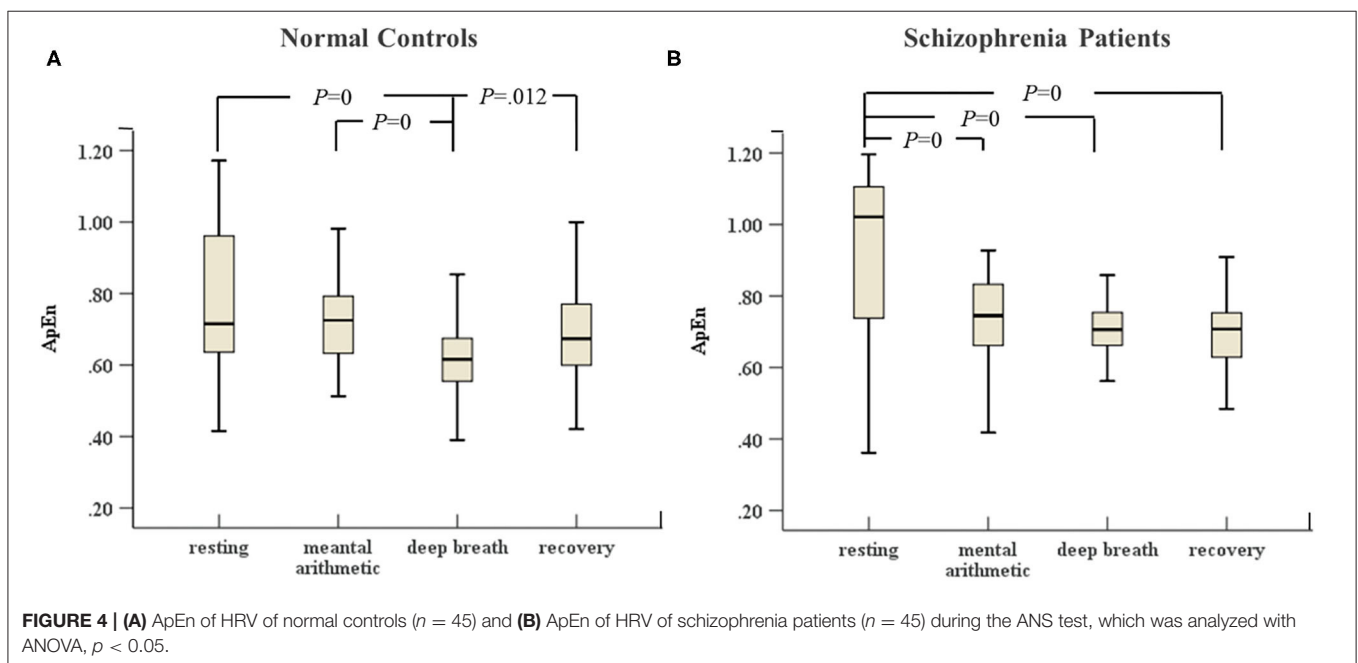 Normal Controls
Schizophrenia Patients
A
B
P=0
P=.012
P=0
1.20
1.00
.80
.60
.40
.20
ApEn
resting
meantal
arithmetic
deep breath
recovery
P=0
P=0
P=0
1.20
1.00
.80
.60
.40
.20
ApEn
resting
mental
arithmetic
deep breath
recovery
FIGURE 4 | (A) ApEn of HRV of normal controls (n = 45) and (B) ApEn of HRV of schizophrenia patients (n = 45) during the ANS test, which was analyzed with
ANOVA, p < 0.05.